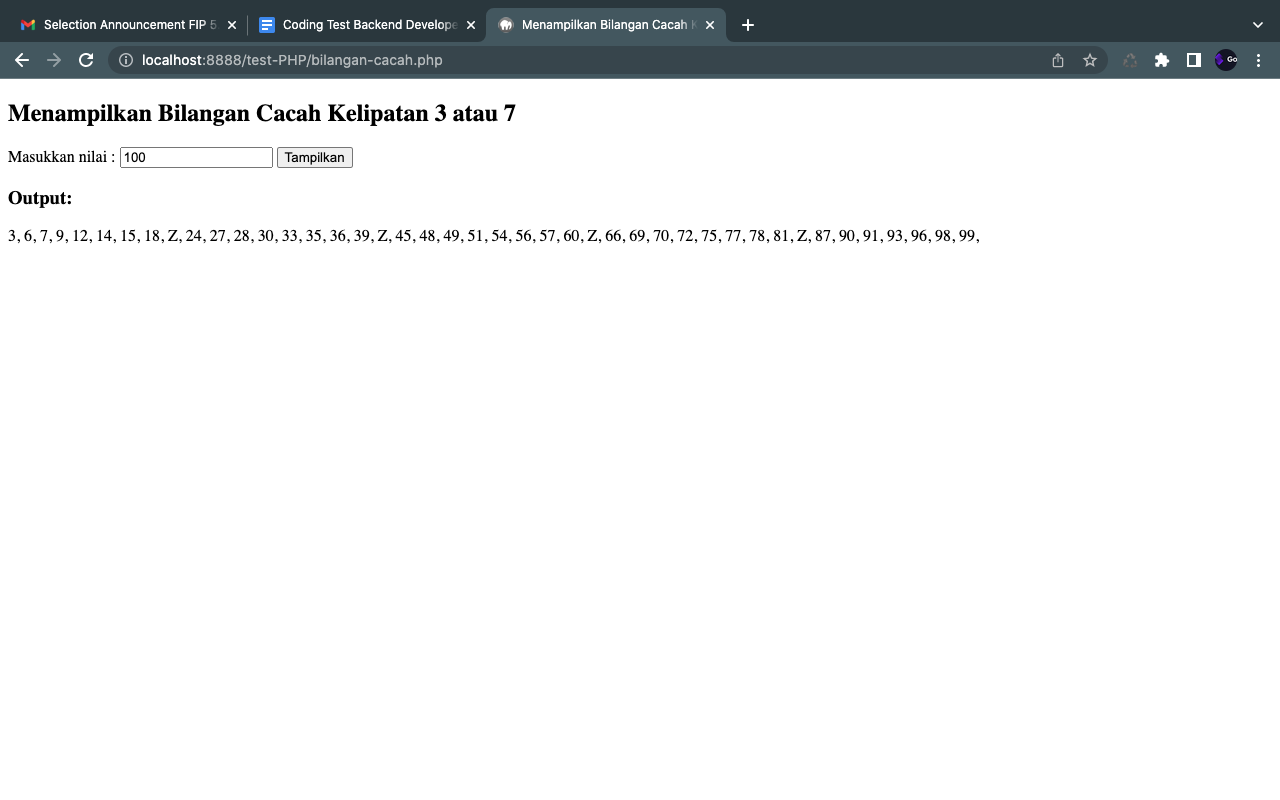 Selection Announcement FIP 5
Coding Test Backend Develope
Menampilkan Bilangan Cacah K
localhost:8888/test-PHP/bilangan-cacah.php
Go
Menampilkan Bilangan Cacah Kelipatan 3 atau 7
Masukkan nilai : 100 Tampilkan
Output:
3, 6, 7, 9, 12, 14, 15, 18, Z, 24, 27, 28, 30, 33, 35, 36, 39, Z, 45, 48, 49, 51, 54, 56, 57, 60, Z, 66, 69, 70, 72, 75, 77, 78, 81, Z, 87, 90, 91, 93, 96, 98, 99,